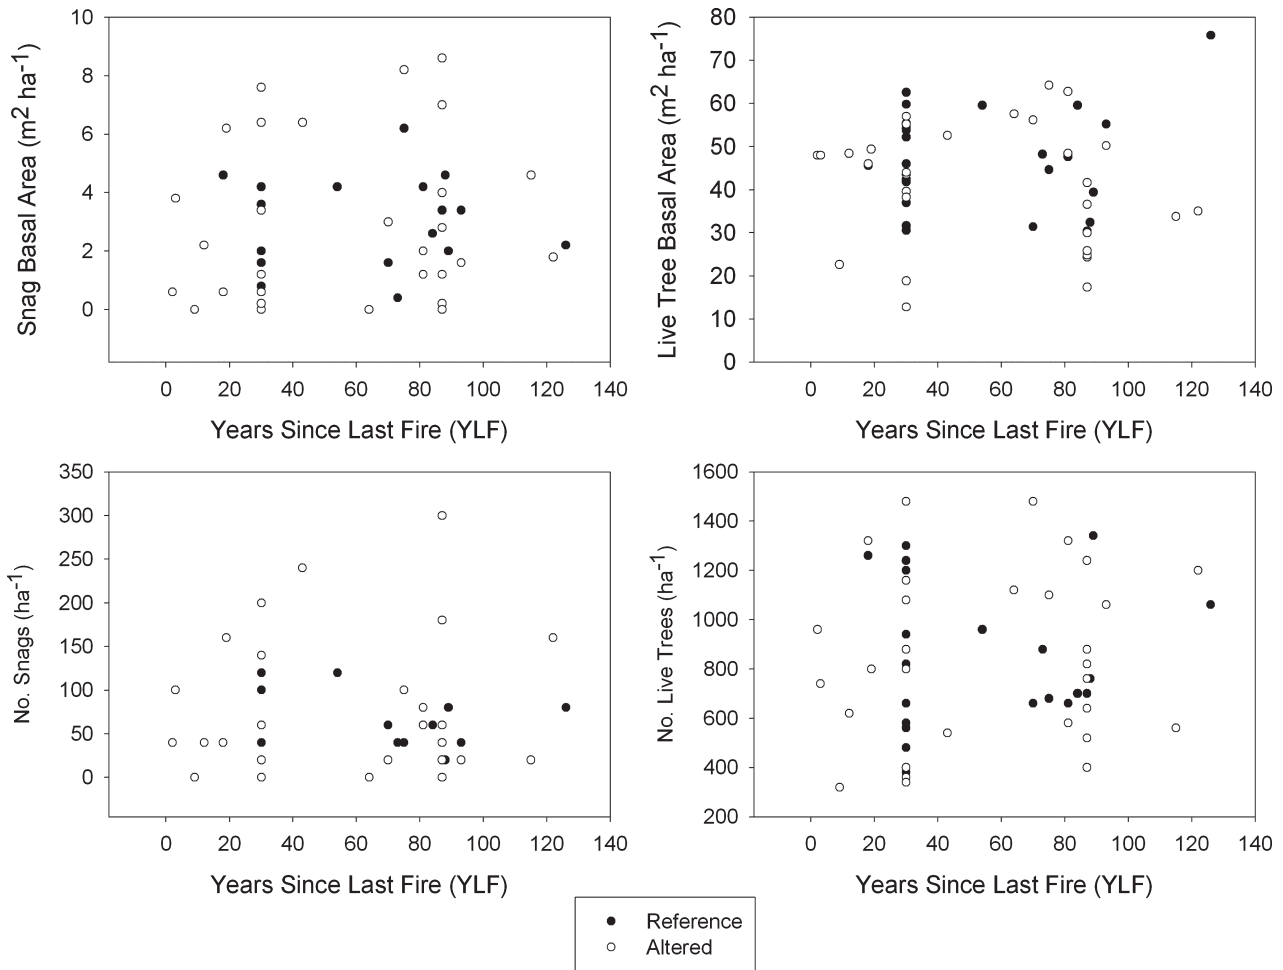 10
8
6
4
2
0
Snag Basal Area (m² ha⁻¹)
0 20 40 60 80 100 120 140
Years Since Last Fire (YLF)
80
70
60
50
40
30
20
10
0
Live Tree Basal Area (m² ha⁻¹)
0 20 40 60 80 100 120 140
Years Since Last Fire (YLF)
350
300
250
200
150
100
50
0
No. Snags (ha⁻¹)
0 20 40 60 80 100 120 140
Years Since Last Fire (YLF)
1600
1400
1200
1000
800
600
400
200
No. Live Trees (ha⁻¹)
0 20 40 60 80 100 120 140
Years Since Last Fire (YLF)
Reference
Altered